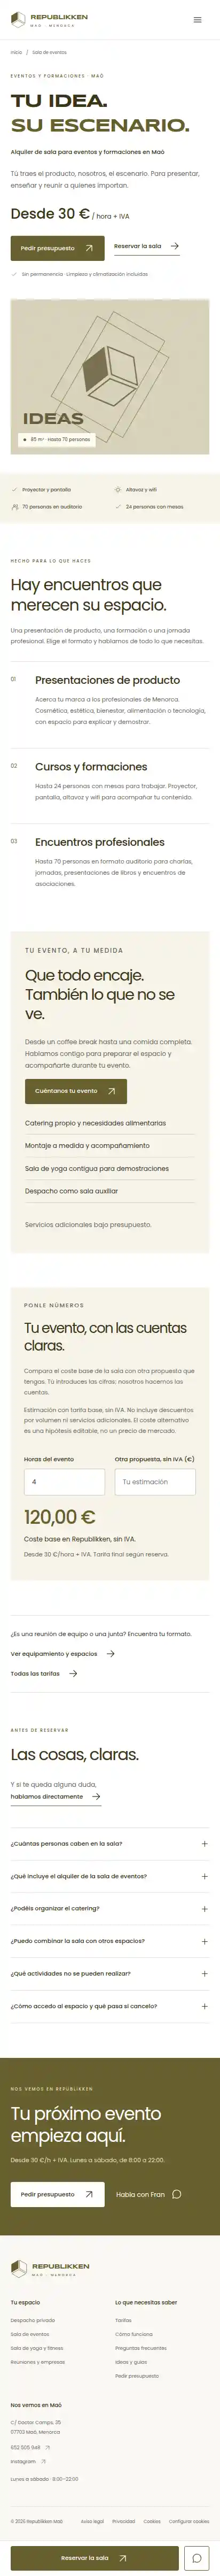 REPUBLIKKEN
MAÓ · MENORCA
Inicio / Sala de eventos
EVENTOS Y FORMACIONES · MAÓ
TU IDEA.
SU ESCENARIO.
Alquiler de sala para eventos y formaciones en Maó
Tú traes el producto, nosotros, el escenario. Para presentar,
enseñar y reunir a quienes importan.
Desde 30 € / hora + IVA
Pedir presupuesto
Reservar la sala
Sin permanencia · Limpieza y climatización incluidas
IDEAS
85 m² · Hasta 70 personas
Proyector y pantalla
Altavoz y wifi
70 personas en auditorio
24 personas con mesas
HECHO PARA LO QUE HACES
Hay encuentros que
merecen su espacio.
Una presentación de producto, una formación o una jornada
profesional. Elige el formato y hablamos de todo lo que necesitas.
01
Presentaciones de producto
Acerca tu marca a los profesionales de Menorca.
Cosmética, estética, bienestar, alimentación o tecnología,
con espacio para explicar y demostrar.
02
Cursos y formaciones
Hasta 24 personas con mesas para trabajar. Proyector,
pantalla, altavoz y wifi para acompañar tu contenido.
03
Encuentros profesionales
Hasta 70 personas en formato auditorio para charlas,
jornadas, presentaciones de libros y encuentros de
asociaciones.
TU EVENTO, A TU MEDIDA
Que todo encaje.
También lo que no se
ve.
Desde un coffee break hasta una comida completa.
Hablamos contigo para preparar el espacio y
acompañarte durante tu evento.
Cuéntanos tu evento
Catering propio y necesidades alimentarias
Montaje a medida y acompañamiento
Sala de yoga contigua para demostraciones
Despacho como sala auxiliar
Servicios adicionales bajo presupuesto.
PONLE NÚMEROS
Tu evento, con las cuentas
claras.
Compara el coste base de la sala con otra propuesta que
tengas. Tú introduces las cifras; nosotros hacemos las
cuentas.
Estimación con tarifa base, sin IVA. No incluye descuentos
por volumen ni servicios adicionales. El coste alternativo
es una hipótesis editable, no un precio de mercado.
Horas del evento
Otra propuesta, sin IVA (€)
4
Tu estimación
120,00 €
Coste base en Republikken, sin IVA.
Desde 30 €/hora + IVA. Tarifa final según reserva.
¿Es una reunión de equipo o una junta? Encuentra tu formato.
Ver equipamiento y espacios
Todas las tarifas
ANTES DE RESERVAR
Las cosas, claras.
Y si te queda alguna duda,
hablamos directamente
¿Cuántas personas caben en la sala?
¿Qué incluye el alquiler de la sala de eventos?
¿Podéis organizar el catering?
¿Puedo combinar la sala con otros espacios?
¿Qué actividades no se pueden realizar?
¿Cómo accedo al espacio y qué pasa si cancelo?
NOS VEMOS EN REPUBLIKKEN
Tu próximo evento
empieza aquí.
Desde 30 €/h + IVA. Lunes a sábado, de 8:00 a 22:00.
Pedir presupuesto
Habla con Fran
REPUBLIKKEN
MAÓ · MENORCA
Tu espacio
Lo que necesitas saber
Despacho privado
Sala de eventos
Sala de yoga y fitness
Reuniones y empresas
Tarifas
Cómo funciona
Preguntas frecuentes
Ideas y guías
Pedir presupuesto
Nos vemos en Maó
C/ Gaston Camps, 35
07703 Maó, Menorca
652 505 948
Instagram
Lunes a sábado · 8:00–22:00
© 2026 Republikken Maó
Aviso legal
Privacidad
Cookies
Configurar cookies
Reservar la sala